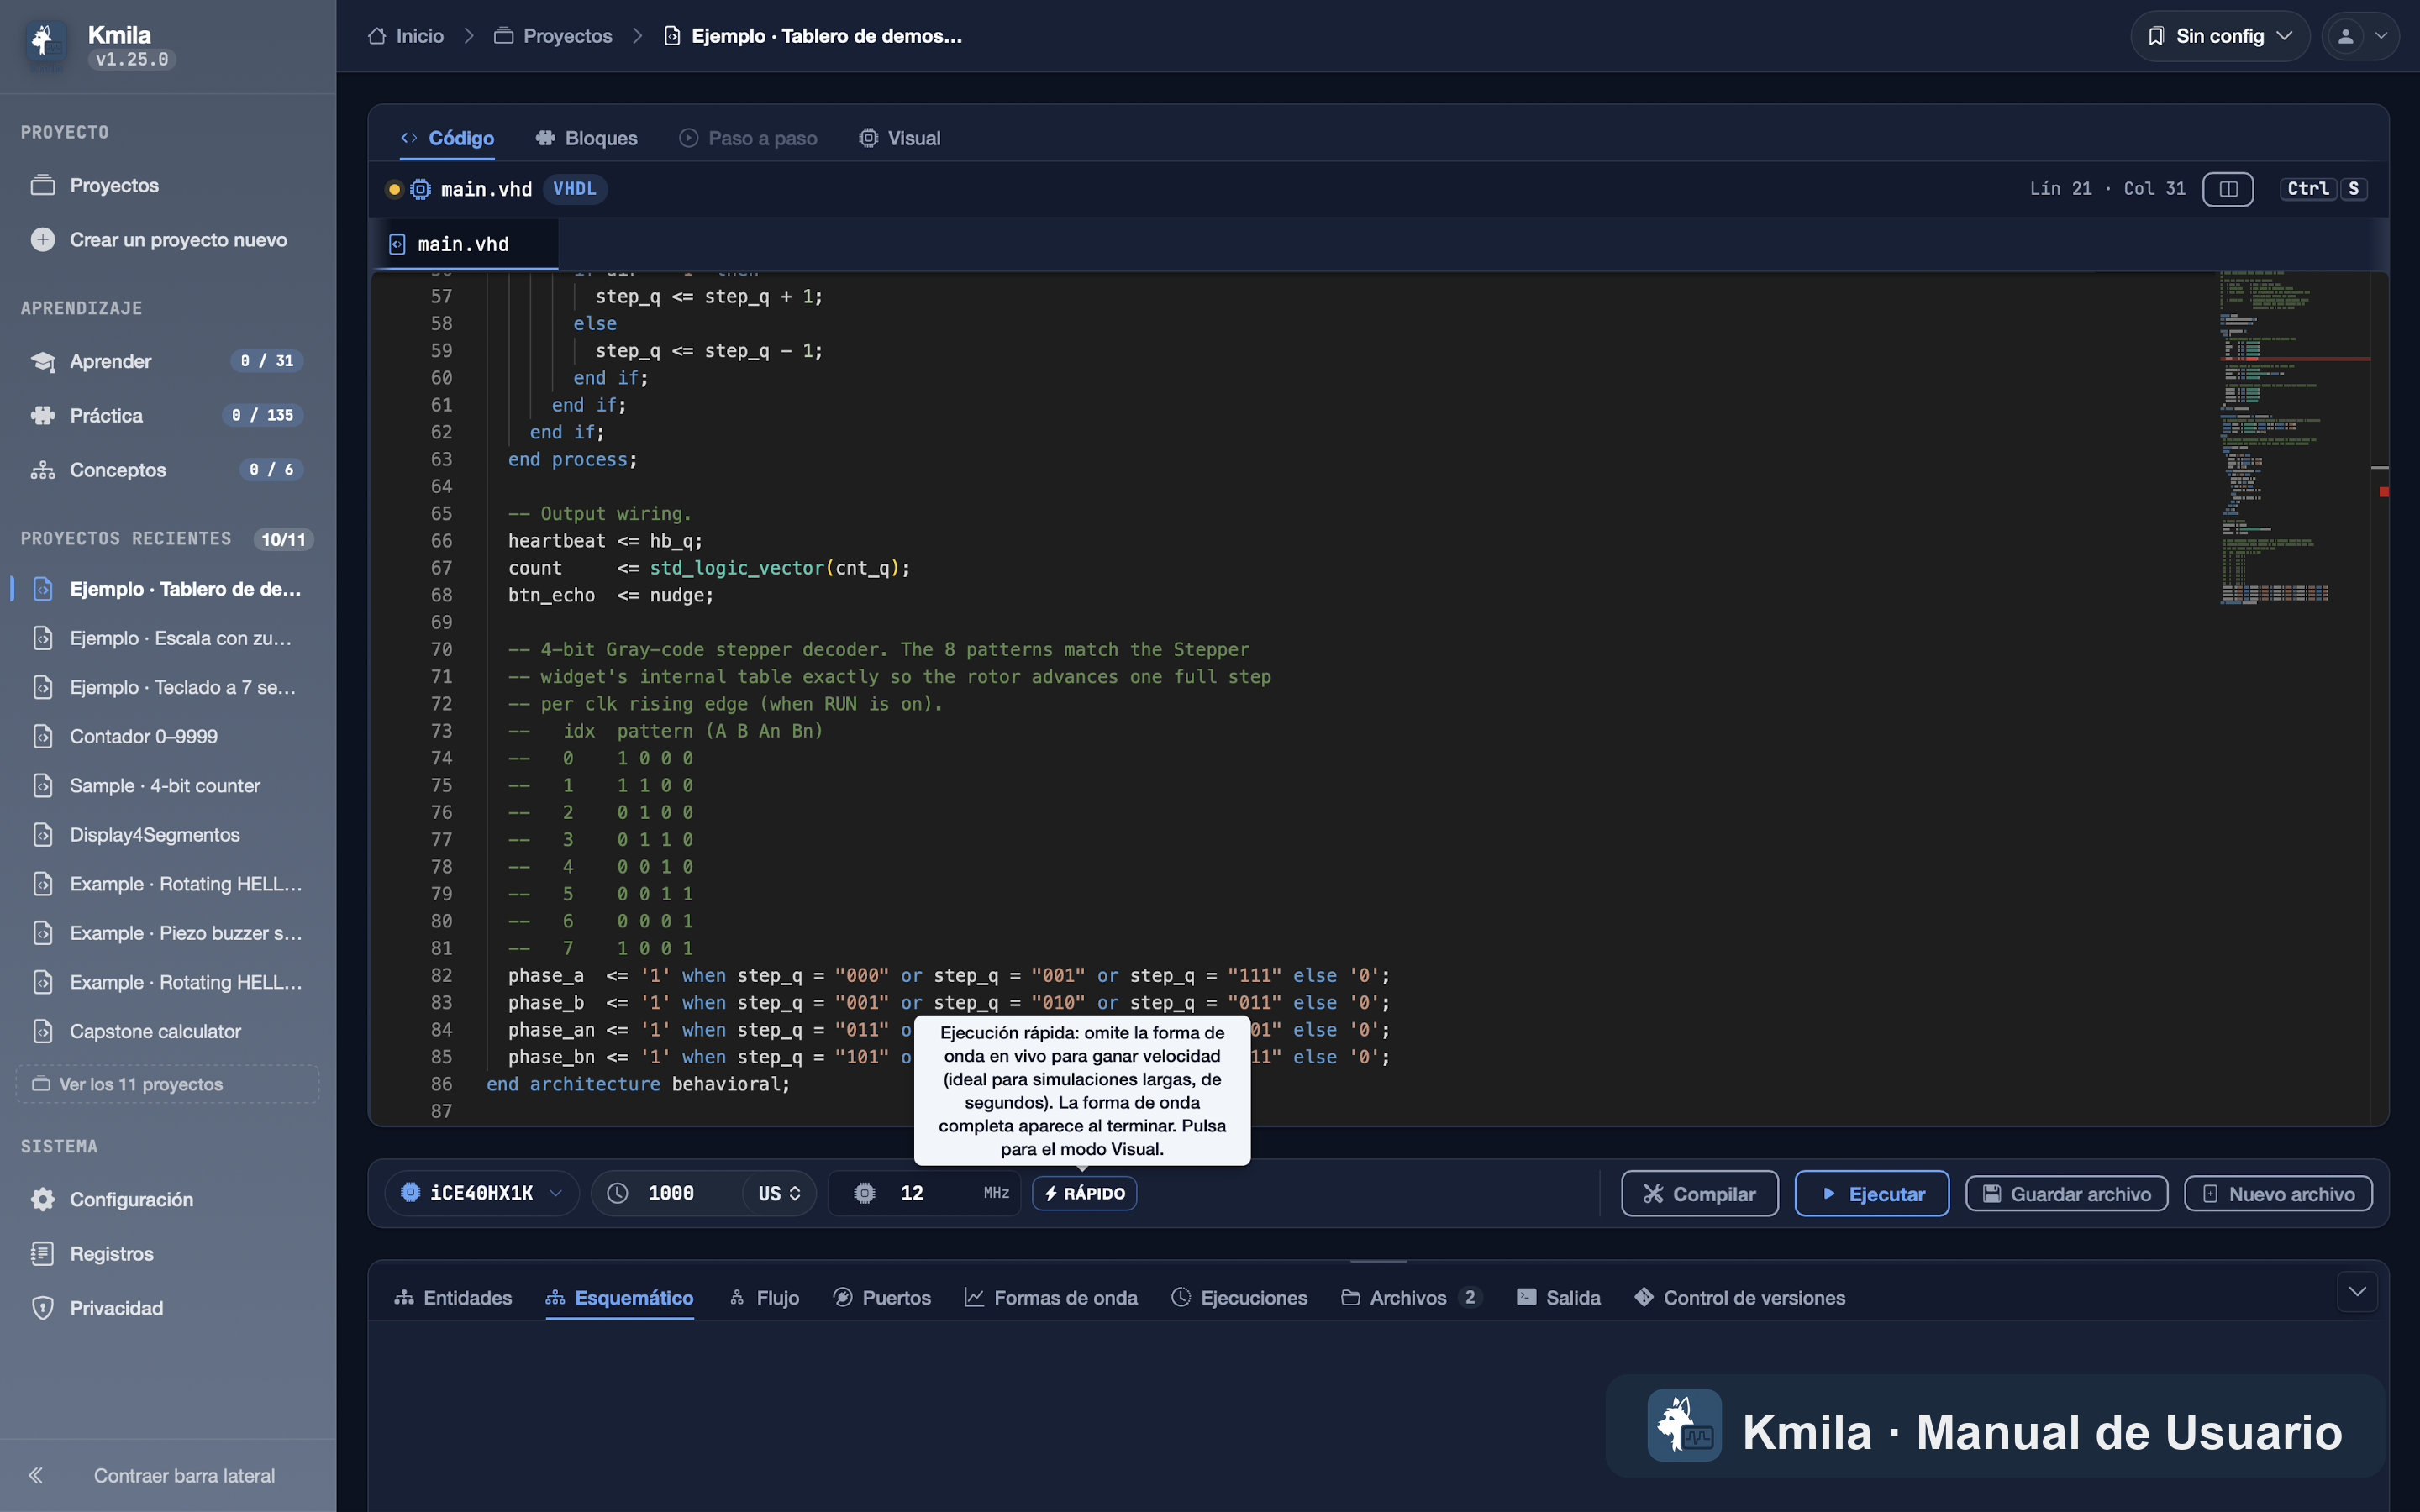 Kmila
v1.25.0
Inicio
Proyectos
Ejemplo · Tablero de demos...
Sin config
PROYECTO
Proyectos
Crear un proyecto nuevo
APRENDIZAJE
Aprender 0 / 31
Práctica 0 / 135
Conceptos 0 / 6
PROYECTOS RECIENTES 10/11
Ejemplo · Tablero de de...
Ejemplo · Escala con zu...
Ejemplo · Teclado a 7 se...
Contador 0–9999
Sample · 4-bit counter
Display4Segmentos
Example · Rotating HELL...
Example · Piezo buzzer s...
Example · Rotating HELL...
Capstone calculator
Ver los 11 proyectos
SISTEMA
Configuración
Registros
Privacidad
Contraer barra lateral
Código Bloques Paso a paso Visual
main.vhd VHDL
Lín 21 · Col 31 Ctrl S
main.vhd
57 step_q <= step_q + 1;
58 else
59 step_q <= step_q - 1;
60 end if;
61 end if;
62 end if;
63 end process;
64
65 -- Output wiring.
66 heartbeat <= hb_q;
67 count <= std_logic_vector(cnt_q);
68 btn_echo <= nudge;
69
70 -- 4-bit Gray-code stepper decoder. The 8 patterns match the Stepper
71 -- widget's internal table exactly so the rotor advances one full step
72 -- per clk rising edge (when RUN is on).
73 -- idx pattern (A B An Bn)
74 -- 0 1 0 0 0
75 -- 1 1 1 0 0
76 -- 2 0 1 0 0
77 -- 3 0 1 1 0
78 -- 4 0 0 1 0
79 -- 5 0 0 1 1
80 -- 6 0 0 0 1
81 -- 7 1 0 0 1
82 phase_a <= '1' when step_q = "000" or step_q = "001" or step_q = "111" else '0';
83 phase_b <= '1' when step_q = "001" or step_q = "010" or step_q = "011" else '0';
84 phase_an <= '1' when step_q = "011" o 01" else '0';
85 phase_bn <= '1' when step_q = "101" o 11" else '0';
86 end architecture behavioral;
87
Ejecución rápida: omite la forma de
onda en vivo para ganar velocidad
(ideal para simulaciones largas, de
segundos). La forma de onda
completa aparece al terminar. Pulsa
para el modo Visual.
iCE40HX1K 1000 US 12 MHz RÁPIDO
Compilar Ejecutar Guardar archivo Nuevo archivo
Entidades Esquemático Flujo Puertos Formas de onda Ejecuciones Archivos 2 Salida Control de versiones
Kmila · Manual de Usuario